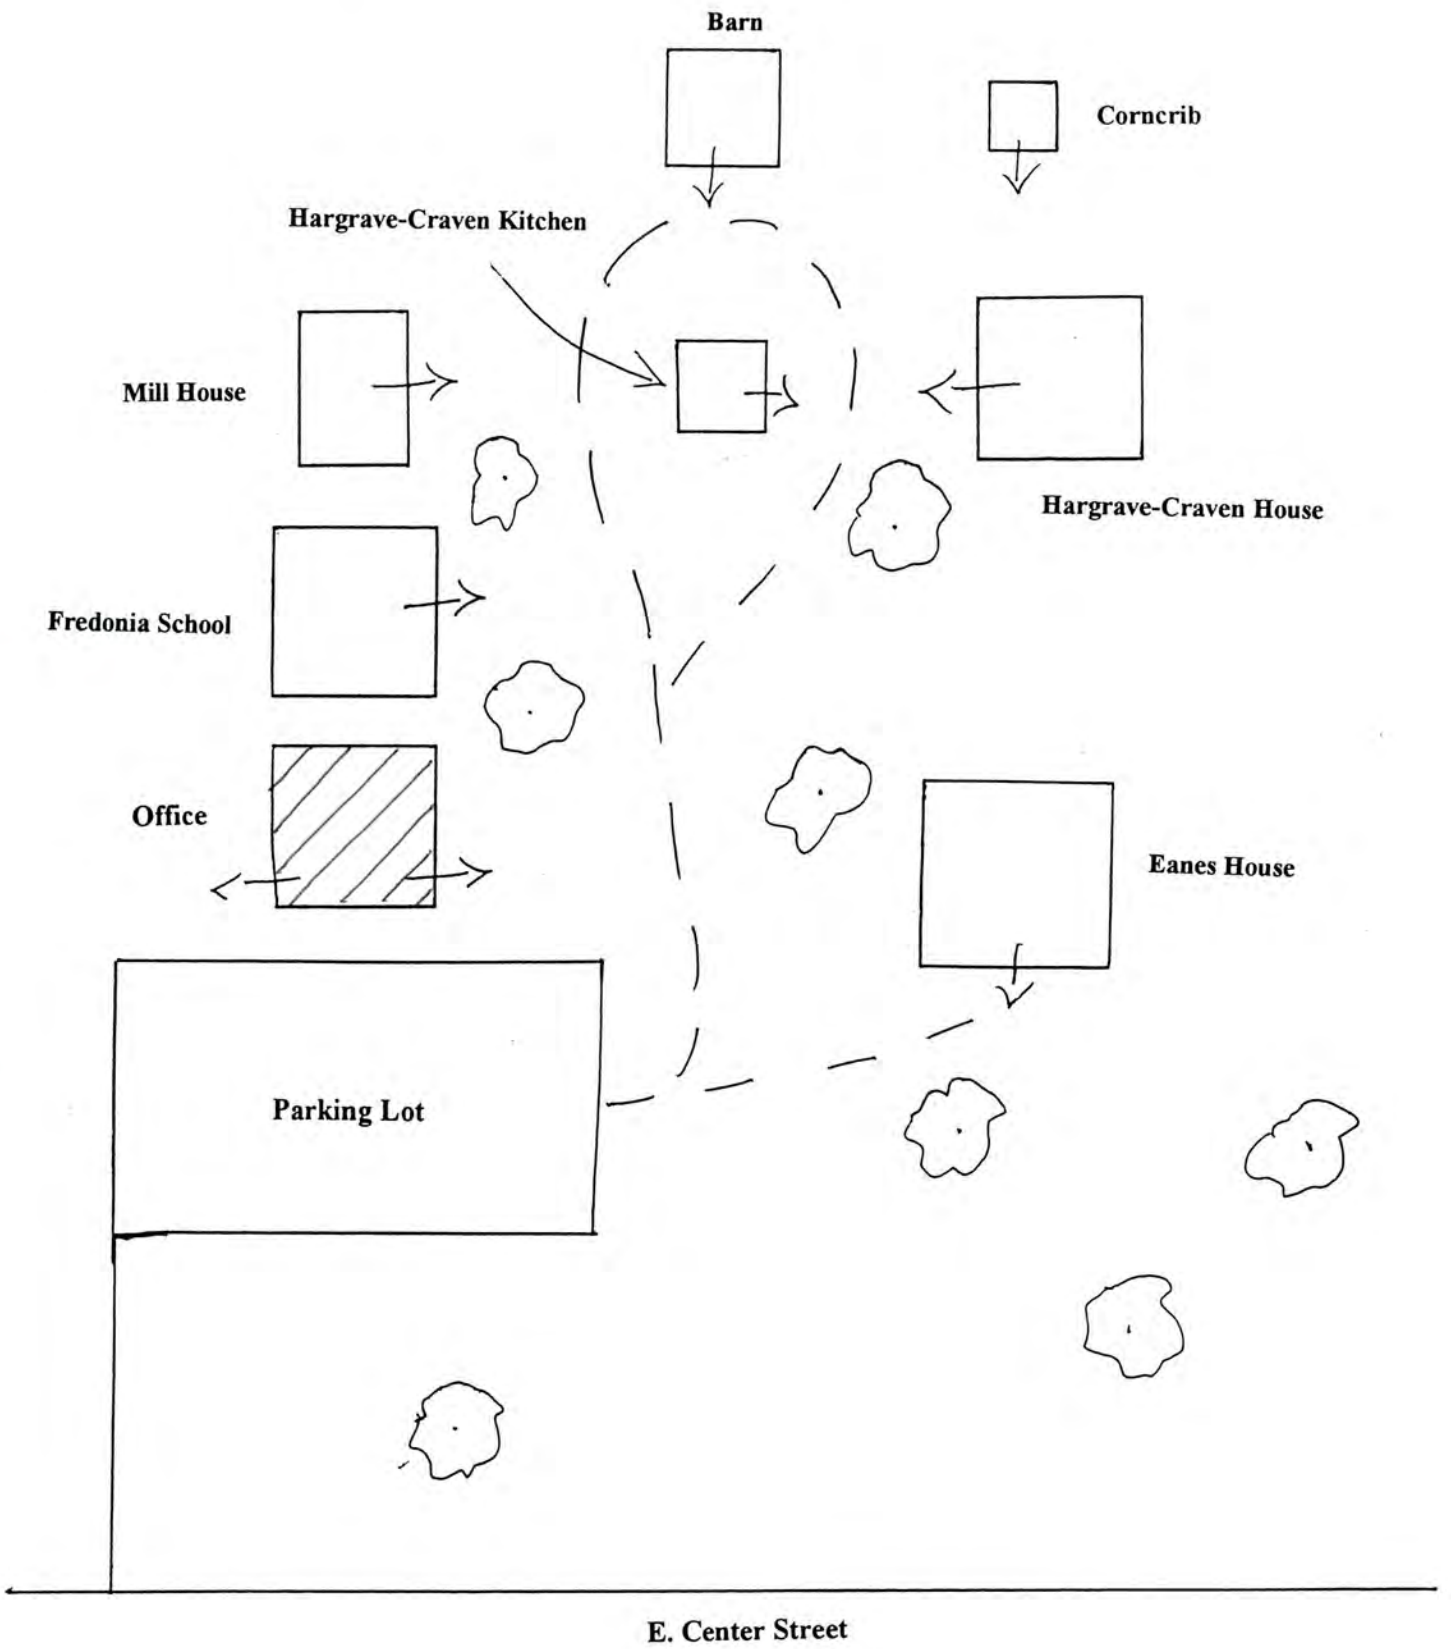 Barn
Corncrib
Hargrave-Craven Kitchen
Mill House
Hargrave-Craven House
Fredonia School
Office
Eanes House
Parking Lot
E. Center Street